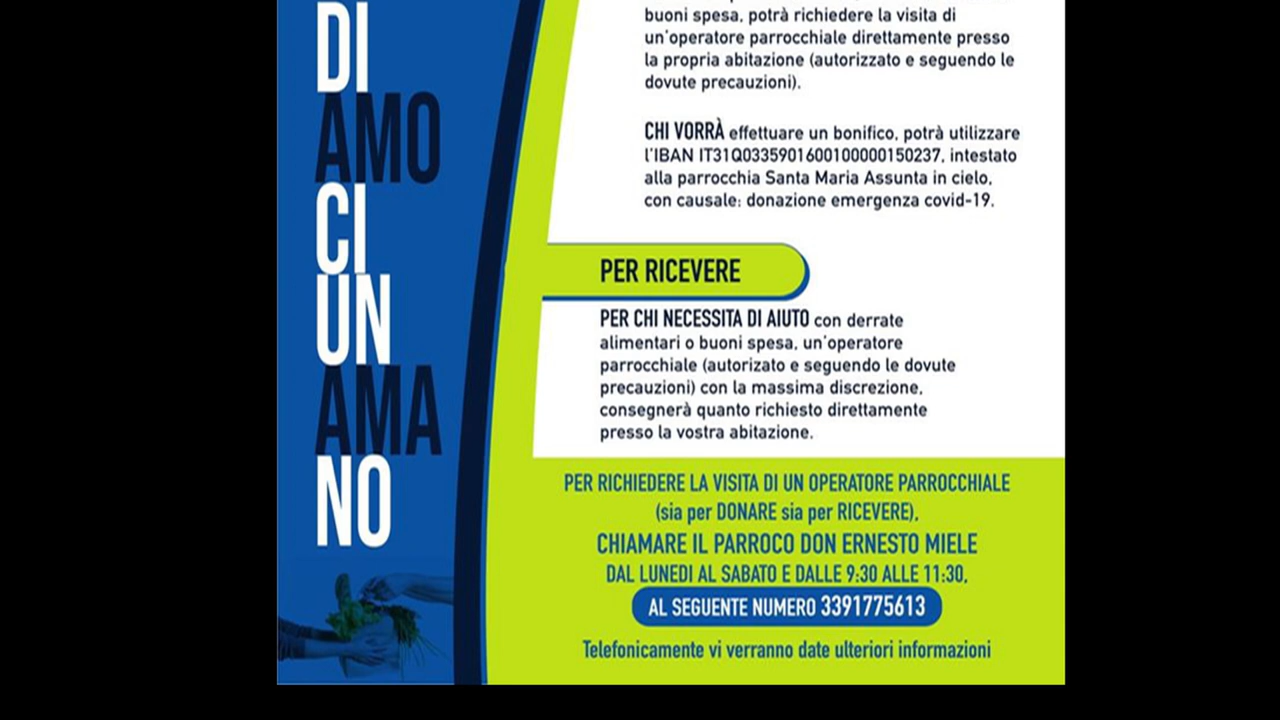 DI
AMO
CI
UN
AMA
NO
buoni spesa, potrà richiedere la visita di
un'operatore parrocchiale direttamente presso
la propria abitazione (autorizzato e seguendo le
dovute precauzioni).
CHI VORRÀ effettuare un bonifico, potrà utilizzare
l'IBAN IT31Q0335901600100000150237, intestato
alla parrocchia Santa Maria Assunta in cielo,
con causale: donazione emergenza covid-19.
PER RICEVERE
PER CHI NECESSITA DI AIUTO con derrate
alimentari o buoni spesa, un'operatore
parrocchiale (autorizato e seguendo le dovute
precauzioni) con la massima discrezione,
consegnerà quanto richiesto direttamente
presso la vostra abitazione.
PER RICHIEDERE LA VISITA DI UN OPERATORE PARROCCHIALE
(sia per DONARE sia per RICEVERE),
CHIAMARE IL PARROCO DON ERNESTO MIELE
DAL LUNEDI AL SABATO E DALLE 9:30 ALLE 11:30,
AL SEGUENTE NUMERO 3391775613
Telefonicamente vi verranno date ulteriori informazioni